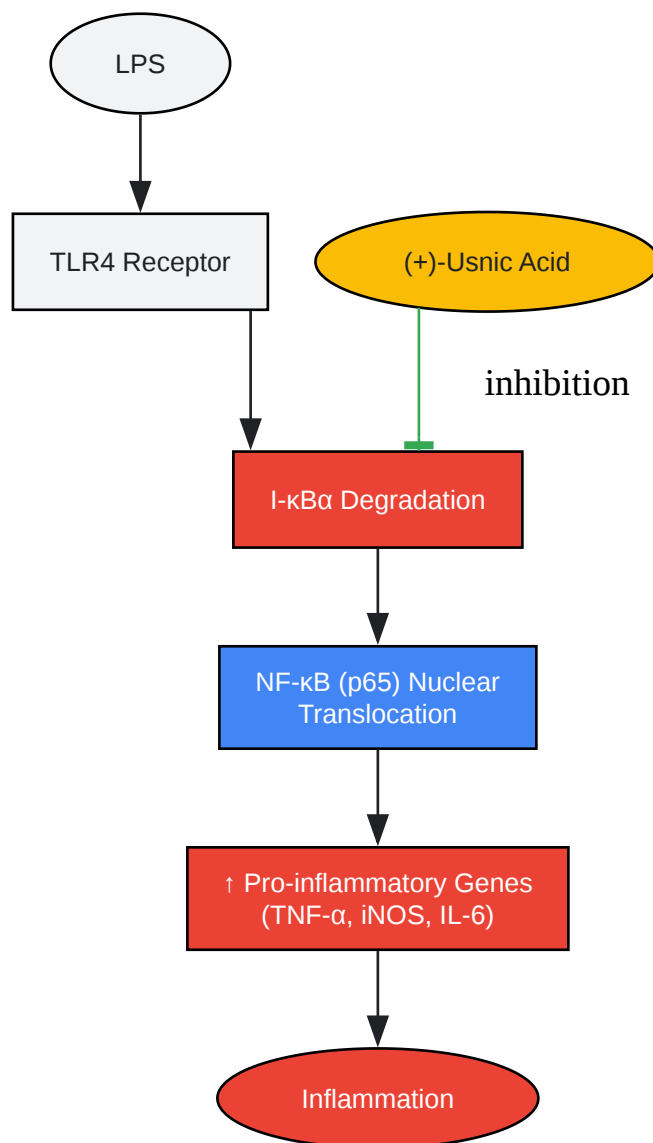 LPS
TLR4 Receptor
(+)-Usnic Acid
inhibition
I-κBα Degradation
NF-κB (p65) Nuclear
Translocation
↑ Pro-inflammatory Genes
(TNF-α, iNOS, IL-6)
Inflammation